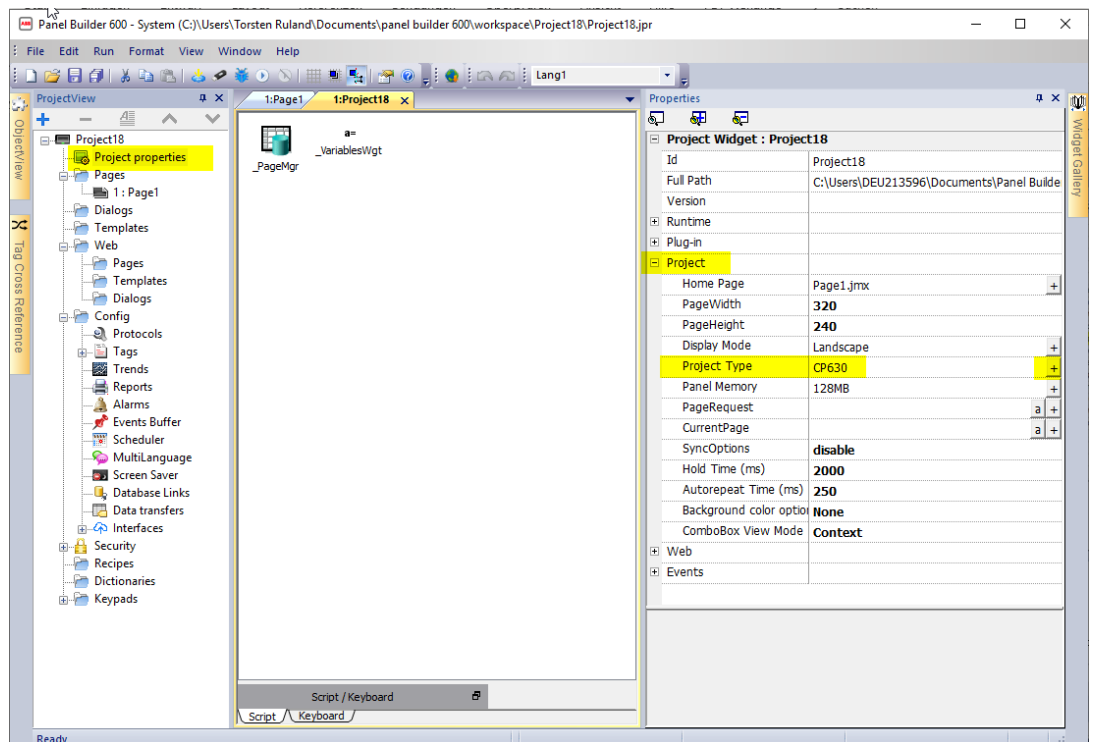 Panel Builder 600 - System (C:)\Users\Torsten Ruland\Documents\panel builder 600\workspace\Project18\Project18.jpr
File Edit Run Format View Window Help
Lang1
ObjectView
Tag Cross Reference
ProjectView
Project18
Project properties
Pages
1 : Page1
Dialogs
Templates
Web
Pages
Templates
Dialogs
Config
Protocols
Tags
Trends
Reports
Alarms
Events Buffer
Scheduler
MultiLanguage
Screen Saver
Database Links
Data transfers
Interfaces
Security
Recipes
Dictionaries
Keypads
1:Page1 1:Project18 x
_PageMgr
a=
_VariablesWgt
Script / Keyboard
Script Keyboard
Properties
Project Widget : Project18
Id Project18
Full Path C:\Users\DEU213596\Documents\Panel Builde
Version
Runtime
Plug-in
Project
Home Page Page1.jmx +
PageWidth 320
PageHeight 240
Display Mode Landscape +
Project Type CP630 +
Panel Memory 128MB +
PageRequest a +
CurrentPage a +
SyncOptions disable
Hold Time (ms) 2000
Autorepeat Time (ms) 250
Background color optio None
ComboBox View Mode Context
Web
Events
Widget Gallery
Ready